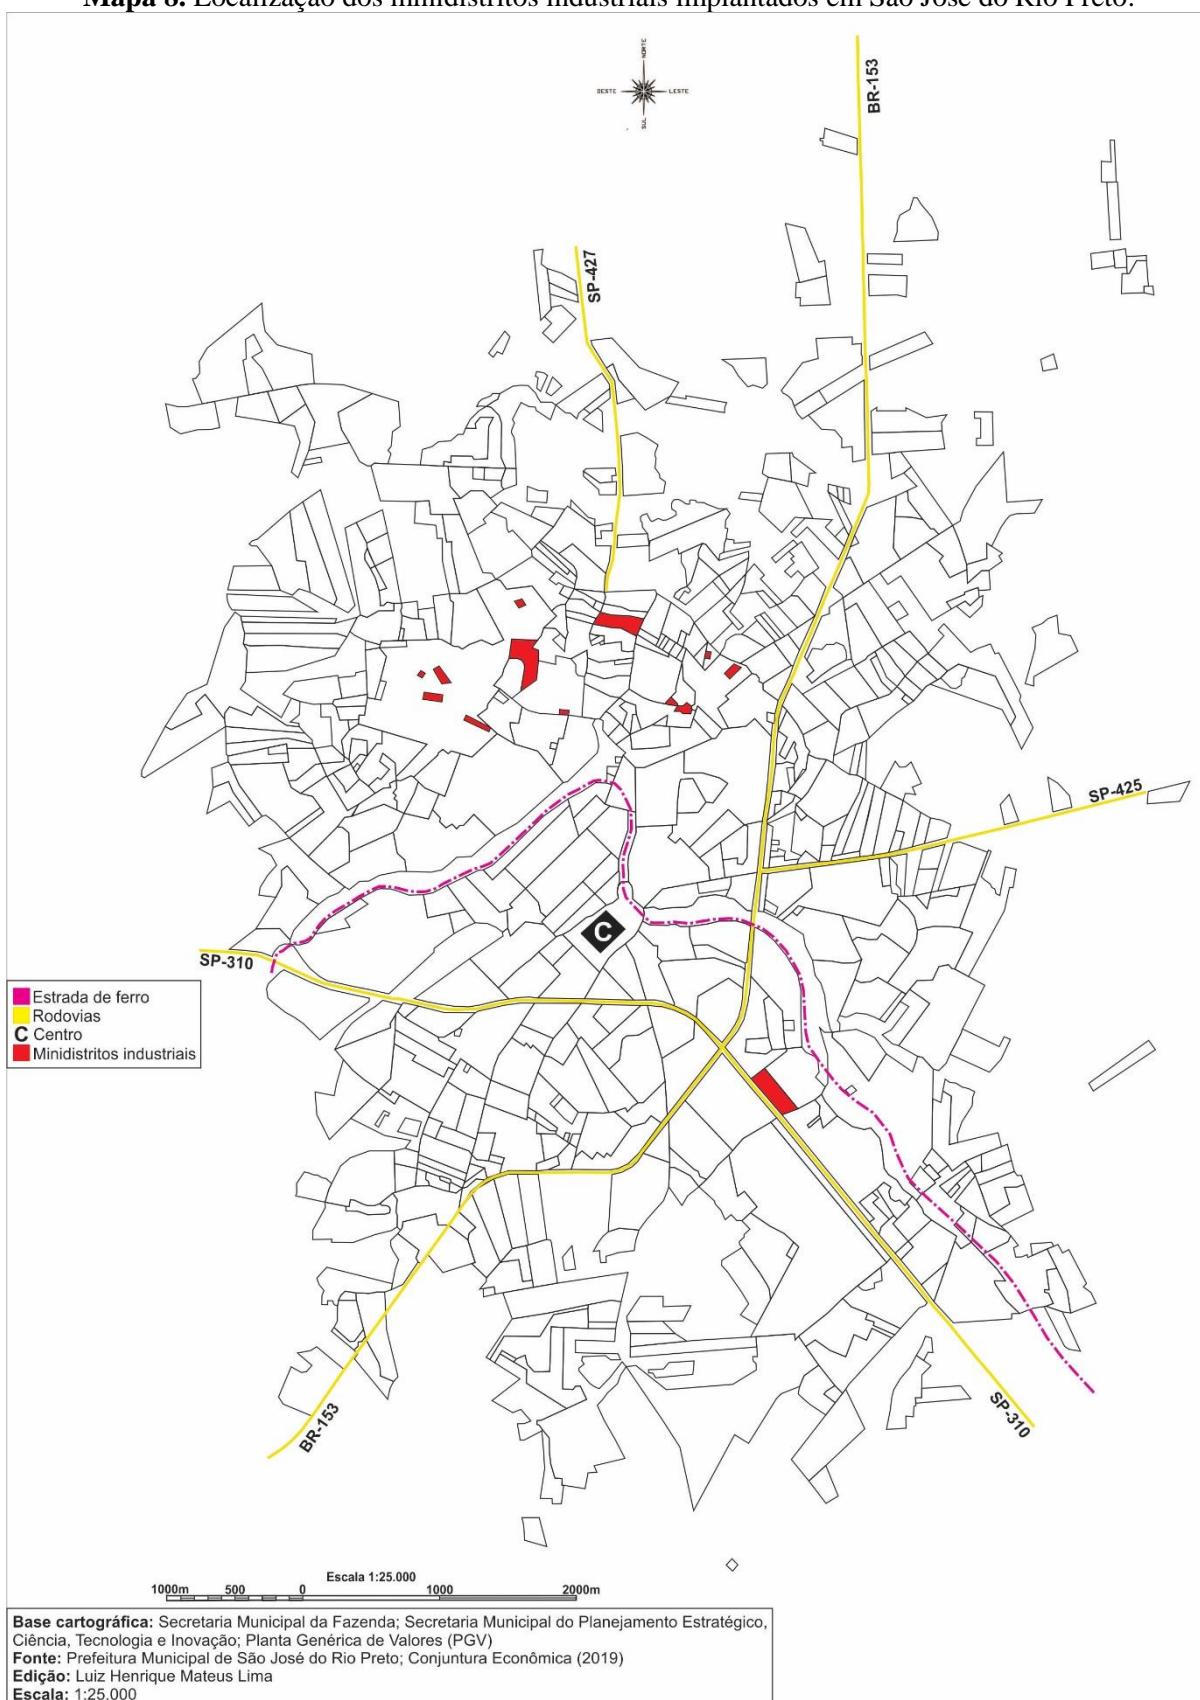 Mapa 8. Localização dos minidistritos industriais implantados em São José do Rio Preto.
NORTE
OESTE
LESTE
SUL
BR-153
SP-427
SP-425
SP-310
C
Estrada de ferro
Rodovias
C Centro
Minidistritos industriais
SP-310
BR-153
Escala 1:25.000
1000m 500 0 1000 2000m
Base cartográfica: Secretaria Municipal da Fazenda; Secretaria Municipal do Planejamento Estratégico,
Ciência, Tecnologia e Inovação; Planta Genérica de Valores (PGV)
Fonte: Prefeitura Municipal de São José do Rio Preto; Conjuntura Econômica (2019)
Edição: Luiz Henrique Mateus Lima
Escala: 1:25.000